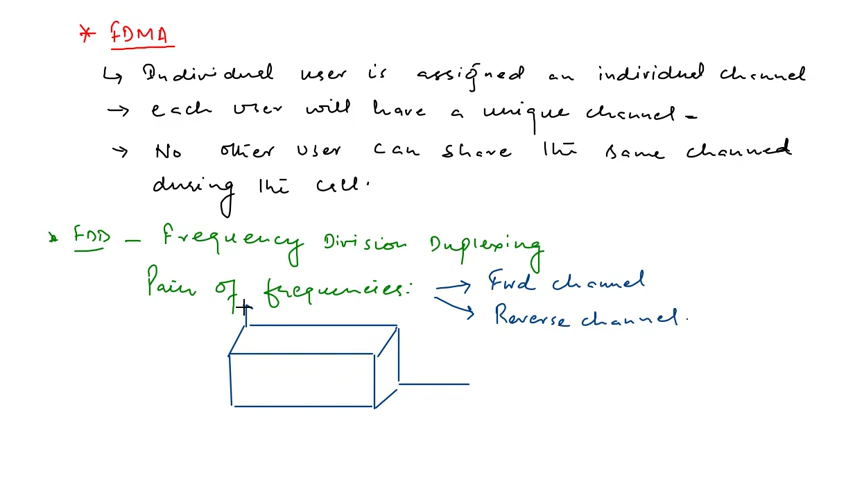 * FDMA
↳ Individual user is assigned an individual channel
→ each user will have a unique channel -
→ No other user can share the same channel
during the call.
* FDD - Frequency Division Duplexing
Pair of frequencies: → Fwd channel
→ Reverse channel.